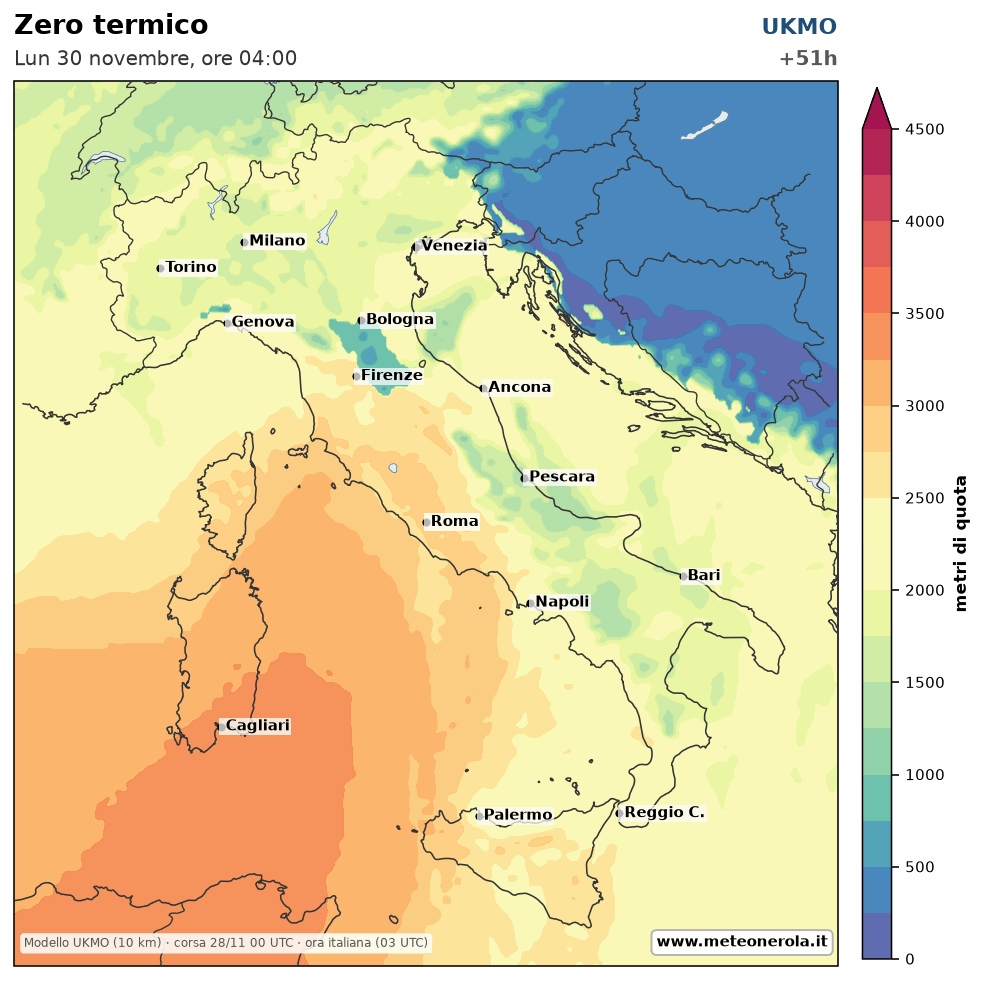 Zero termico
UKMO
Lun 30 novembre, ore 04:00
+51h
4500
4000
3500
3000
2500
2000
1500
1000
500
0
metri di quota
Milano
Venezia
Torino
Genova
Bologna
Firenze
Ancona
Pescara
Roma
Bari
Napoli
Cagliari
Palermo
Reggio C.
Modello UKMO (10 km) · corsa 28/11 00 UTC · ora italiana (03 UTC)
www.meteonerola.it